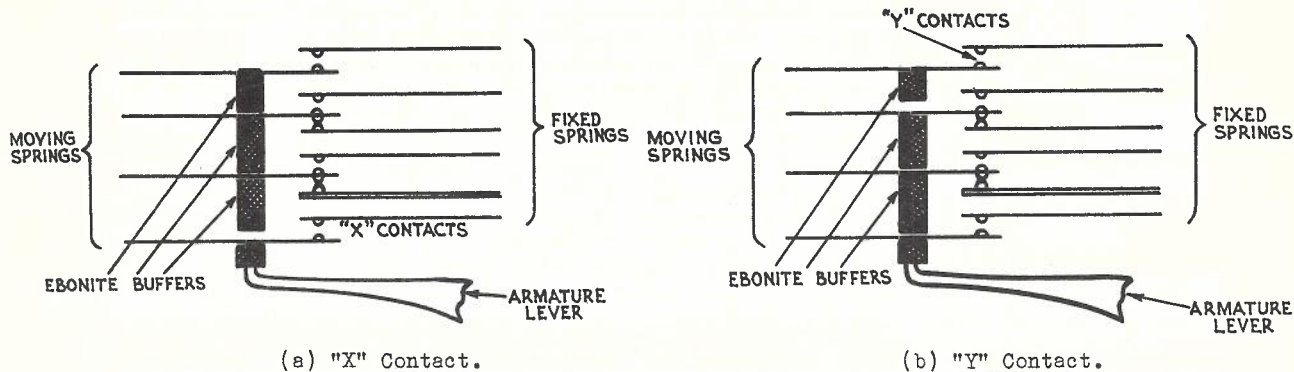 MOVING
SPRINGS
EBONITE BUFFERS
"X" CONTACTS
FIXED
SPRINGS
ARMATURE
LEVER
(a) "X" Contact.
"Y" CONTACTS
MOVING
SPRINGS
EBONITE BUFFERS
FIXED
SPRINGS
ARMATURE
LEVER
(b) "Y" Contact.